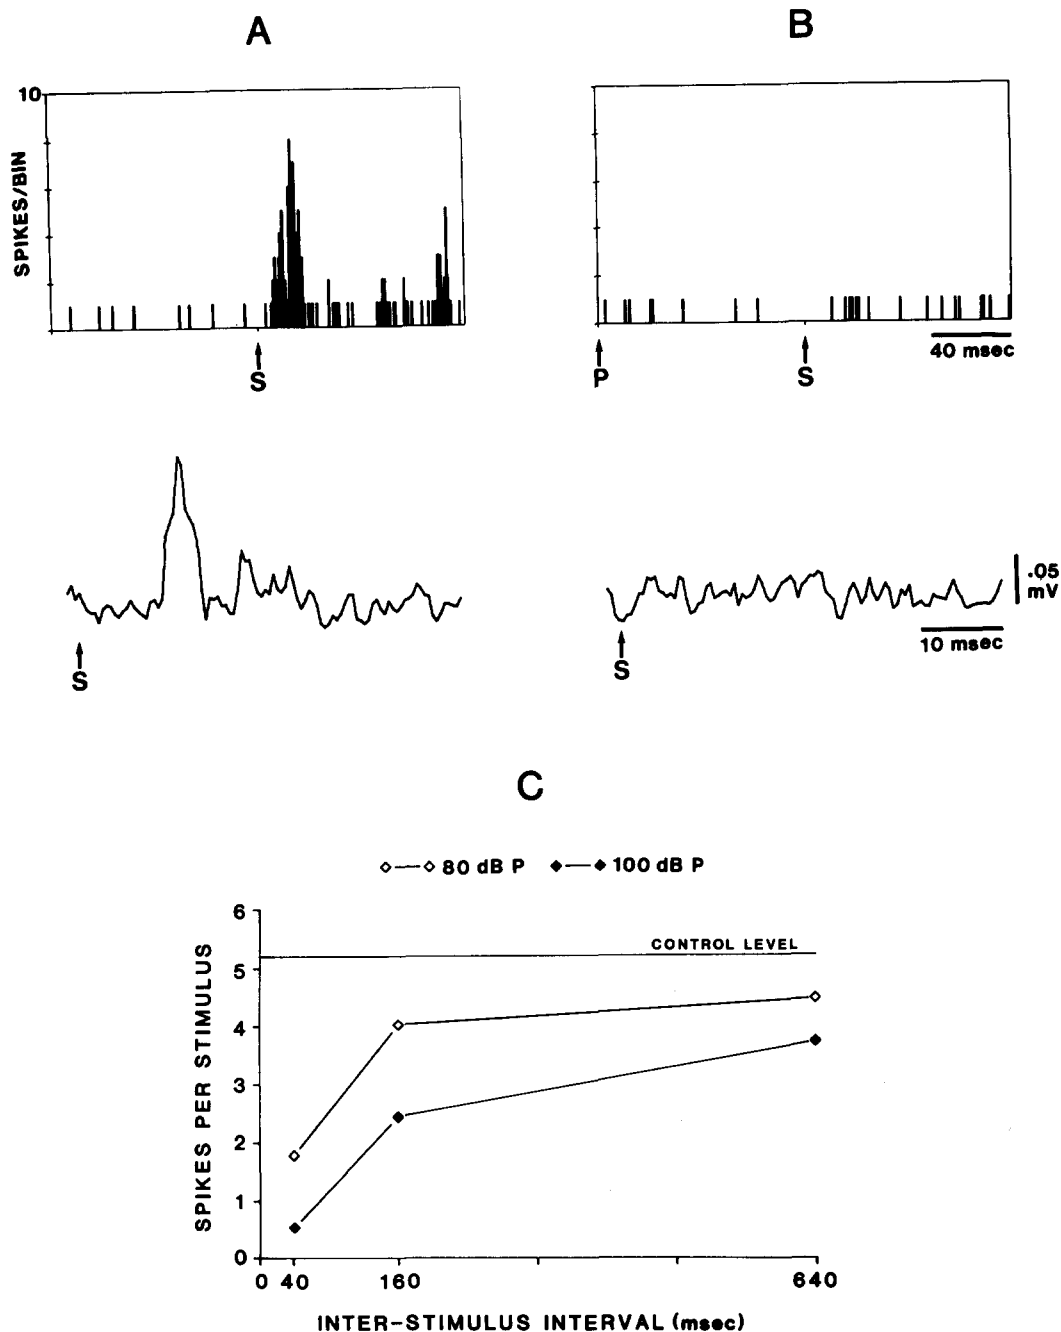 A
B
10
SPIKES/BIN
S
P
S
40 msec
S
S
.05
mV
10 msec
C
80 dB P
100 dB P
6
CONTROL LEVEL
5
4
3
2
1
0
SPIKES PER STIMULUS
0 40 160 640
INTER-STIMULUS INTERVAL (msec)